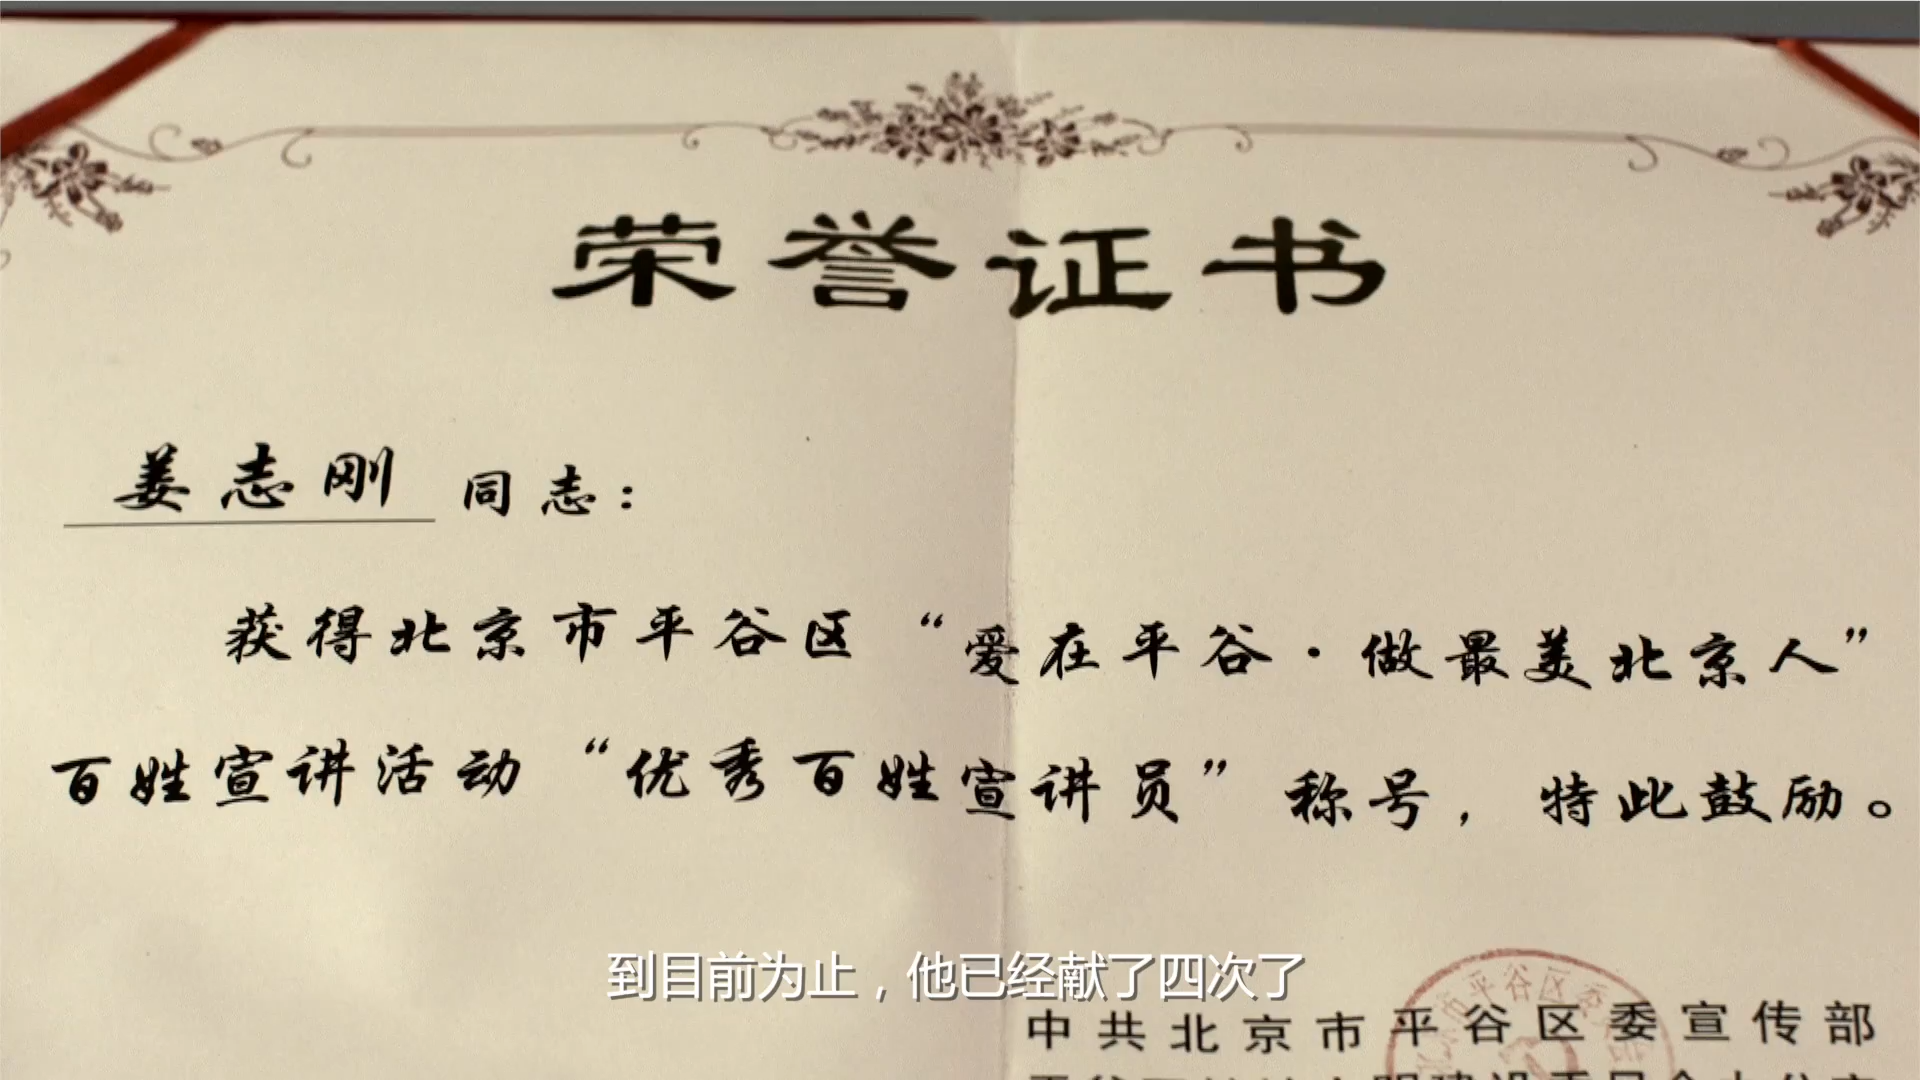 荣誉证书
姜志刚 同志：
获得北京市平谷区“爱在平谷·做最美北京人”
百姓宣讲活动“优秀百姓宣讲员”称号，特此鼓励。
到目前为止，他已经献了四次了
中共北京市平谷区委宣传部